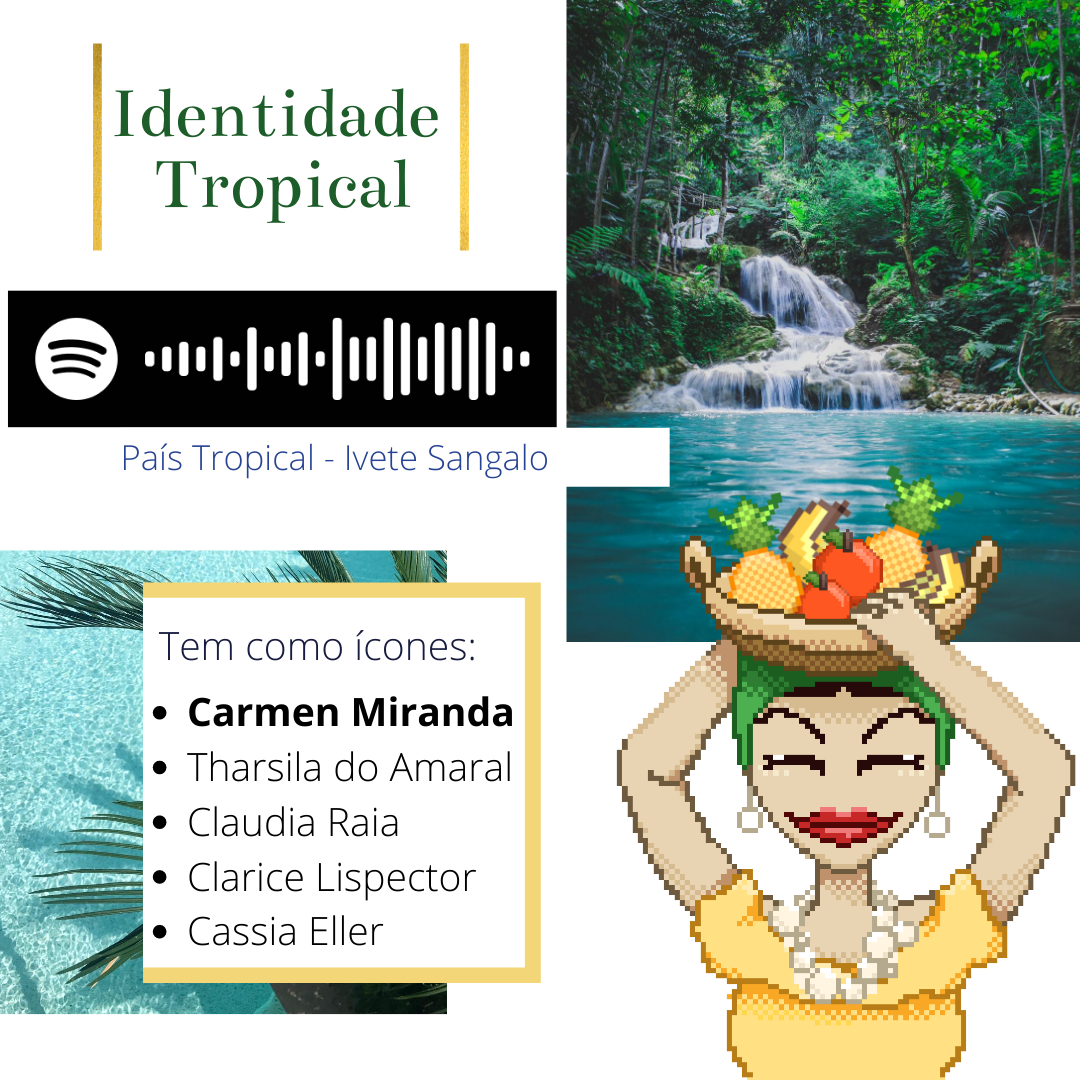 Identidade
Tropical
País Tropical - Ivete Sangalo
Tem como ícones:
Carmen Miranda
Tharsila do Amaral
Claudia Raia
Clarice Lispector
Cassia Eller